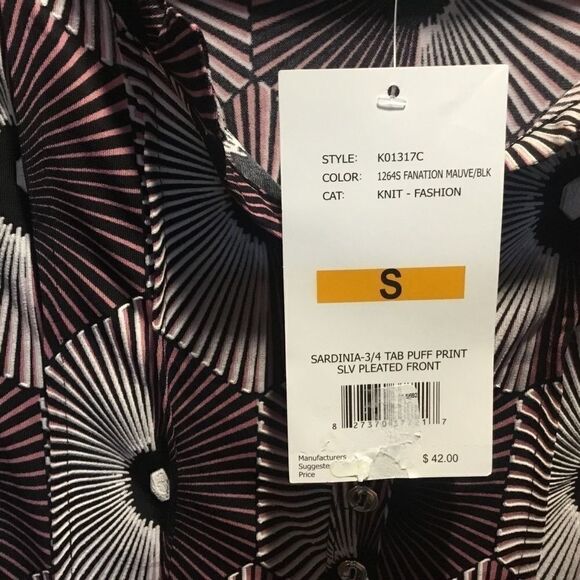 STYLE: K01317C
COLOR: 1264S FANATION MAUVE/BLK
CAT: KNIT - FASHION
S
SARDINIA-3/4 TAB PUFF PRINT
SLV PLEATED FRONT
Manufacturers
Suggeste
Price
$ 42.00